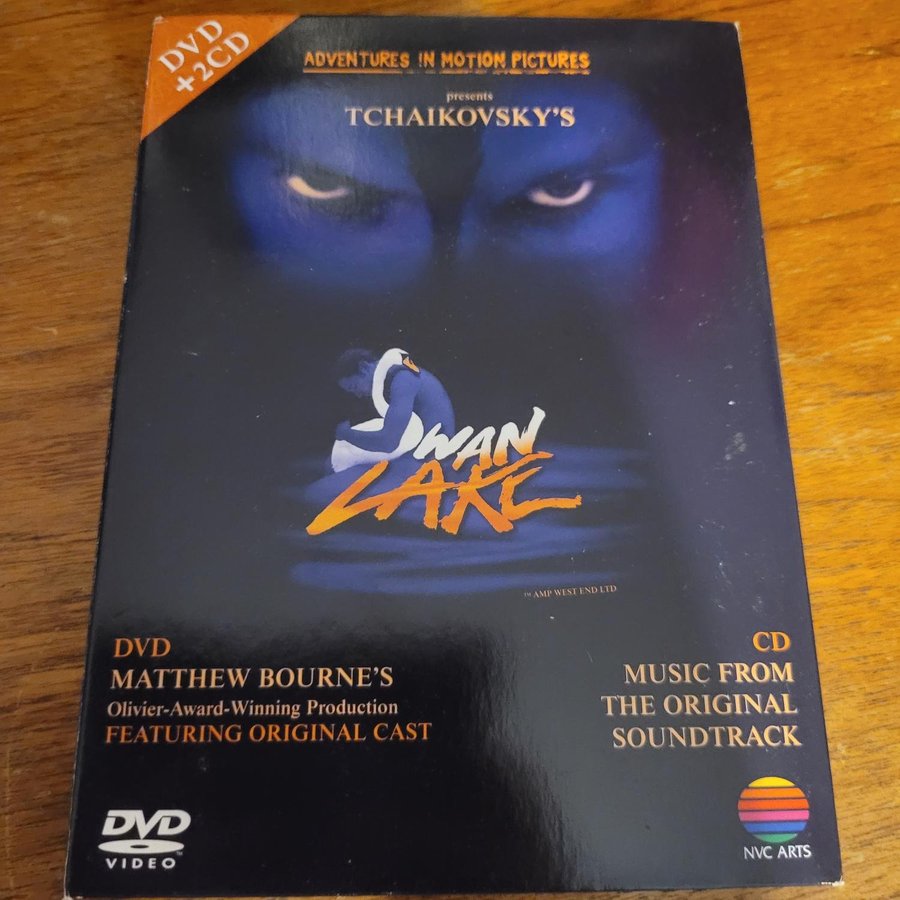 DVD
+2CD
ADVENTURES IN MOTION PICTURES
presents
TCHAIKOVSKY'S
SWAN
LAKE
™ AMP WEST END LTD
DVD
MATTHEW BOURNE'S
Olivier-Award-Winning Production
FEATURING ORIGINAL CAST
CD
MUSIC FROM
THE ORIGINAL
SOUNDTRACK
DVD
VIDEO™
NVC ARTS